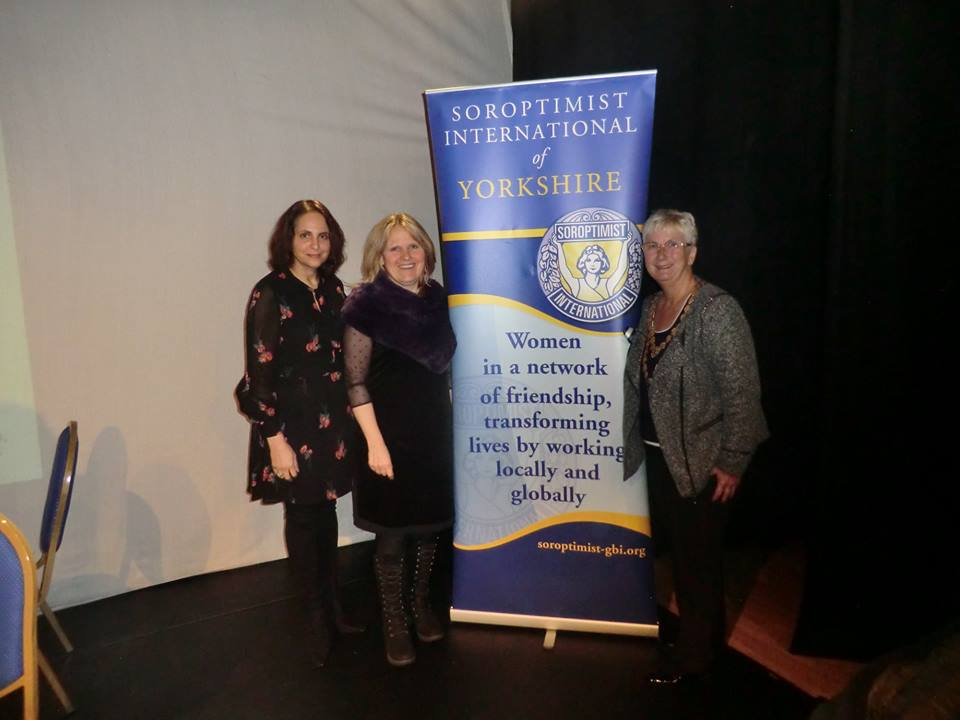 SOROPTIMIST
INTERNATIONAL
of
YORKSHIRE
SOROPTIMIST
INTERNATIONAL
Women
in a network
of friendship,
transforming
lives by working
locally and
globally
soroptimist-gbi.org